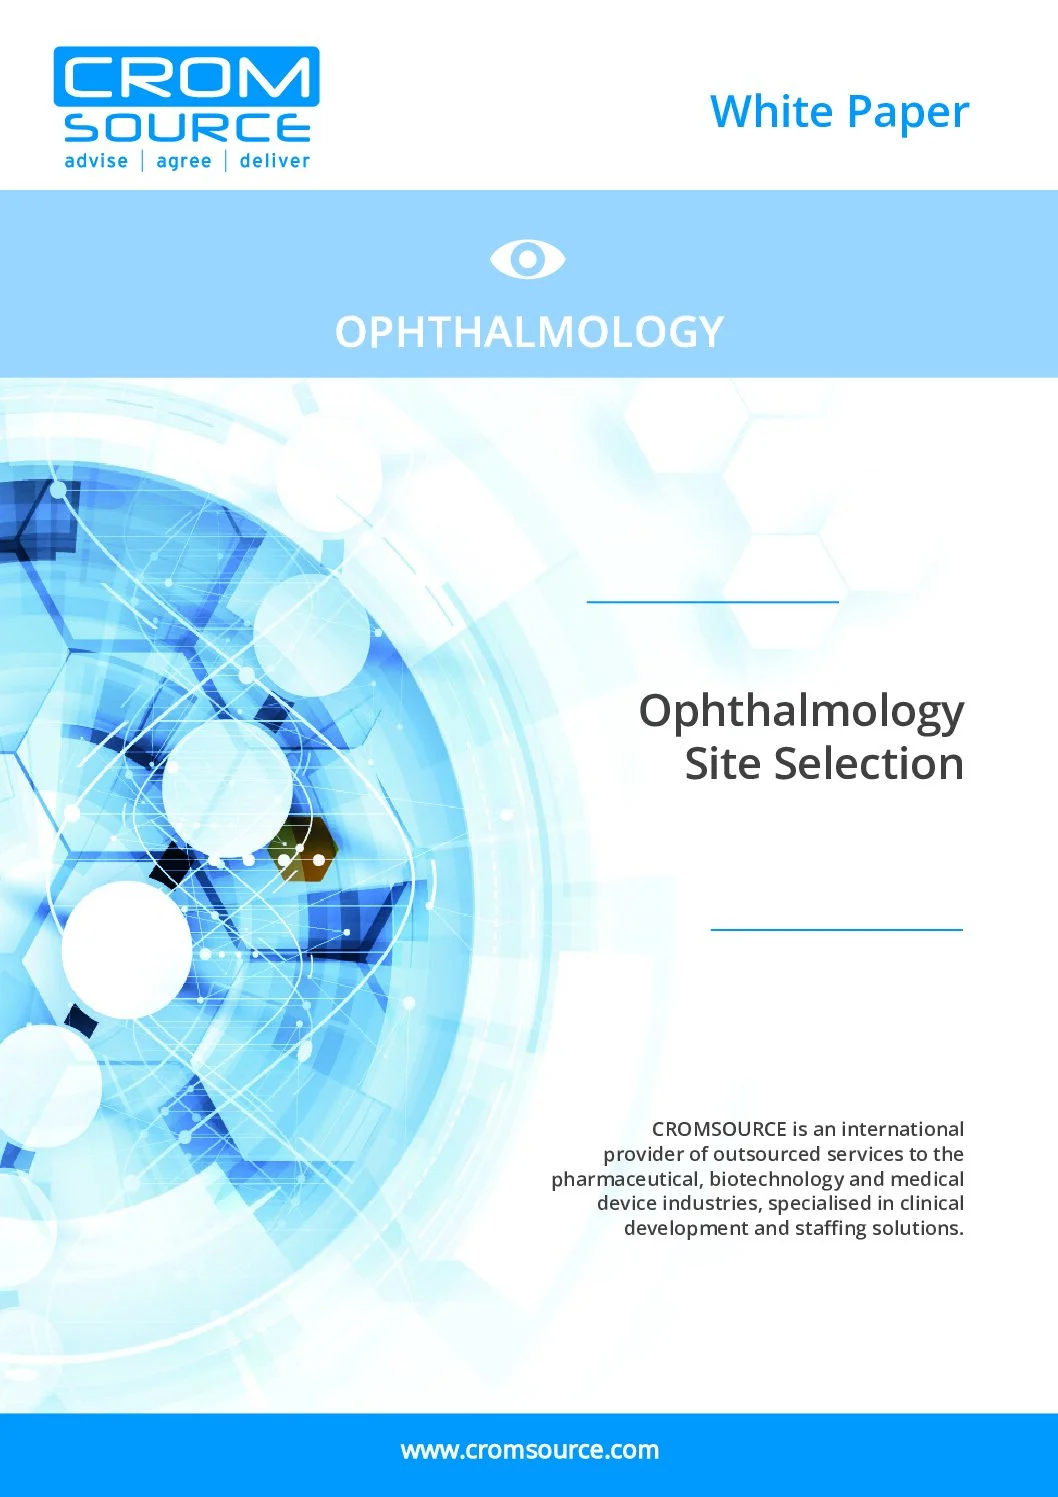 CROM
SOURCE
advise | agree | deliver
White Paper
OPHTHALMOLOGY
Ophthalmology
Site Selection
CROMSOURCE is an international
provider of outsourced services to the
pharmaceutical, biotechnology and medical
device industries, specialised in clinical
development and staffing solutions.
www.cromsource.com